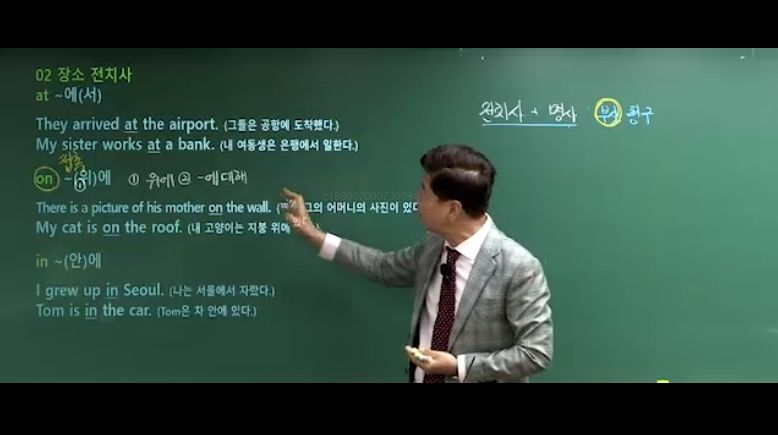 02 장소 전치사
at ~에(서)
They arrived at the airport. (그들은 공항에 도착했다.)
My sister works at a bank. (내 여동생은 은행에서 일한다.)
접촉
on ~(위)에 ① 위에 ② ~에 대해
①
There is a picture of his mother on the wall. ( 그의 어머니의 사진이 있다
My cat is on the roof. (내 고양이는 지붕 위에
in ~(안)에
I grew up in Seoul. (나는 서울에서 자랐다.)
Tom is in the car. (Tom은 차 안에 있다.)
전치사 + 명사 부사 형구